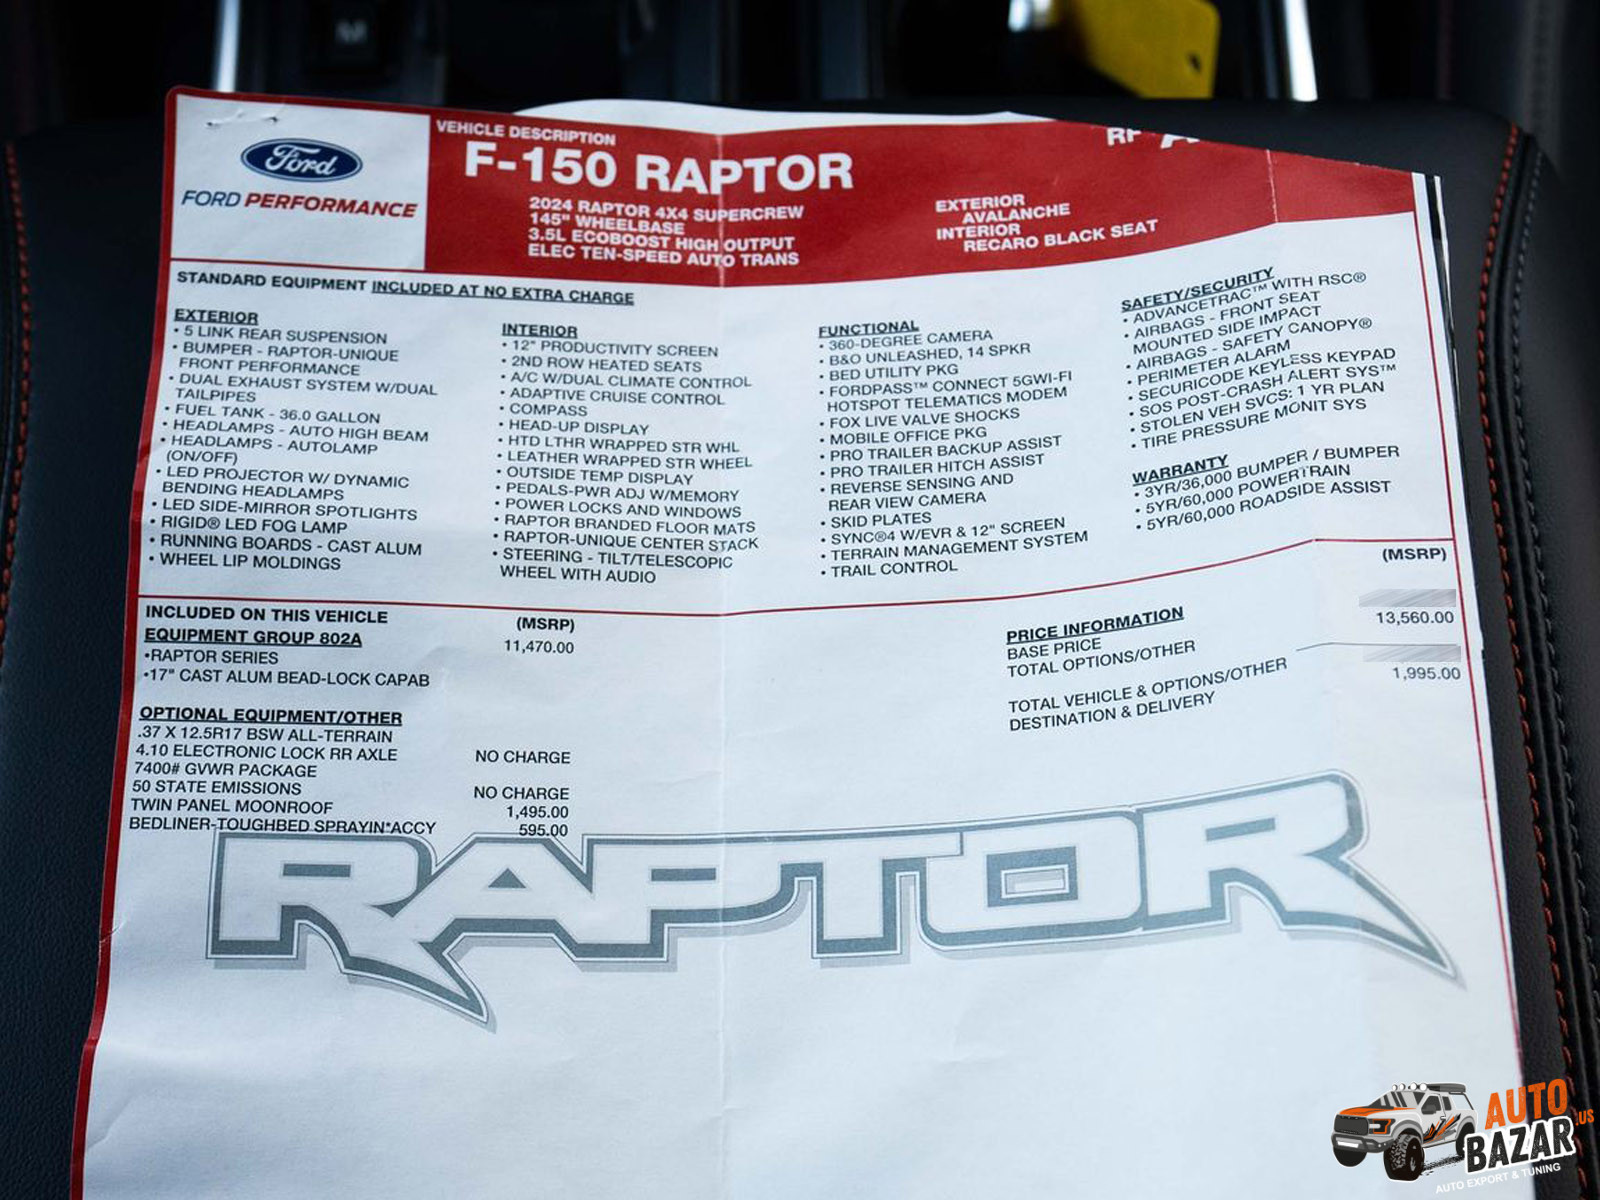 Ford
FORD PERFORMANCE
VEHICLE DESCRIPTION
F-150 RAPTOR
2024 RAPTOR 4X4 SUPERCREW
145" WHEELBASE
3.5L ECOBOOST HIGH OUTPUT
ELEC TEN-SPEED AUTO TRANS
EXTERIOR
AVALANCHE
INTERIOR
RECARO BLACK SEAT
STANDARD EQUIPMENT INCLUDED AT NO EXTRA CHARGE
EXTERIOR
• 5 LINK REAR SUSPENSION
• BUMPER - RAPTOR-UNIQUE
FRONT PERFORMANCE
• DUAL EXHAUST SYSTEM W/DUAL
TAILPIPES
• FUEL TANK - 36.0 GALLON
• HEADLAMPS - AUTO HIGH BEAM
• HEADLAMPS - AUTOLAMP
(ON/OFF)
• LED PROJECTOR W/ DYNAMIC
BENDING HEADLAMPS
• LED SIDE-MIRROR SPOTLIGHTS
• RIGID® LED FOG LAMP
• RUNNING BOARDS - CAST ALUM
• WHEEL LIP MOLDINGS
INTERIOR
• 12" PRODUCTIVITY SCREEN
• 2ND ROW HEATED SEATS
• A/C W/DUAL CLIMATE CONTROL
• ADAPTIVE CRUISE CONTROL
• COMPASS
• HEAD-UP DISPLAY
• HTD LTHR WRAPPED STR WHL
• LEATHER WRAPPED STR WHEEL
• OUTSIDE TEMP DISPLAY
• PEDALS-PWR ADJ W/MEMORY
• POWER LOCKS AND WINDOWS
• RAPTOR BRANDED FLOOR MATS
• RAPTOR-UNIQUE CENTER STACK
• STEERING - TILT/TELESCOPIC
WHEEL WITH AUDIO
FUNCTIONAL
• 360-DEGREE CAMERA
• B&O UNLEASHED, 14 SPKR
• BED UTILITY PKG
• FORDPASS™ CONNECT 5GWI-FI
HOTSPOT TELEMATICS MODEM
• FOX LIVE VALVE SHOCKS
• MOBILE OFFICE PKG
• PRO TRAILER BACKUP ASSIST
• PRO TRAILER HITCH ASSIST
• REVERSE SENSING AND
REAR VIEW CAMERA
• SKID PLATES
• SYNC®4 W/EVR & 12" SCREEN
• TERRAIN MANAGEMENT SYSTEM
• TRAIL CONTROL
SAFETY/SECURITY
• ADVANCETRAC™ WITH RSC®
• AIRBAGS - FRONT SEAT
MOUNTED SIDE IMPACT
• AIRBAGS - SAFETY CANOPY®
• PERIMETER ALARM
• SECURICODE KEYLESS KEYPAD
• SOS POST-CRASH ALERT SYS™
• STOLEN VEH SVCS: 1 YR PLAN
• TIRE PRESSURE MONIT SYS
WARRANTY
• 3YR/36,000 BUMPER / BUMPER
• 5YR/60,000 POWERTRAIN
• 5YR/60,000 ROADSIDE ASSIST
INCLUDED ON THIS VEHICLE (MSRP)
EQUIPMENT GROUP 802A 11,470.00
•RAPTOR SERIES
•17" CAST ALUM BEAD-LOCK CAPAB
OPTIONAL EQUIPMENT/OTHER
.37 X 12.5R17 BSW ALL-TERRAIN
4.10 ELECTRONIC LOCK RR AXLE NO CHARGE
7400# GVWR PACKAGE
50 STATE EMISSIONS NO CHARGE
TWIN PANEL MOONROOF 1,495.00
BEDLINER-TOUGHBED SPRAYIN*ACCY 595.00
(MSRP)
PRICE INFORMATION
BASE PRICE
TOTAL OPTIONS/OTHER 13,560.00
TOTAL VEHICLE & OPTIONS/OTHER
DESTINATION & DELIVERY 1,995.00
RAPTOR
AUTO
BAZAR
.US
AUTO EXPORT & TUNING